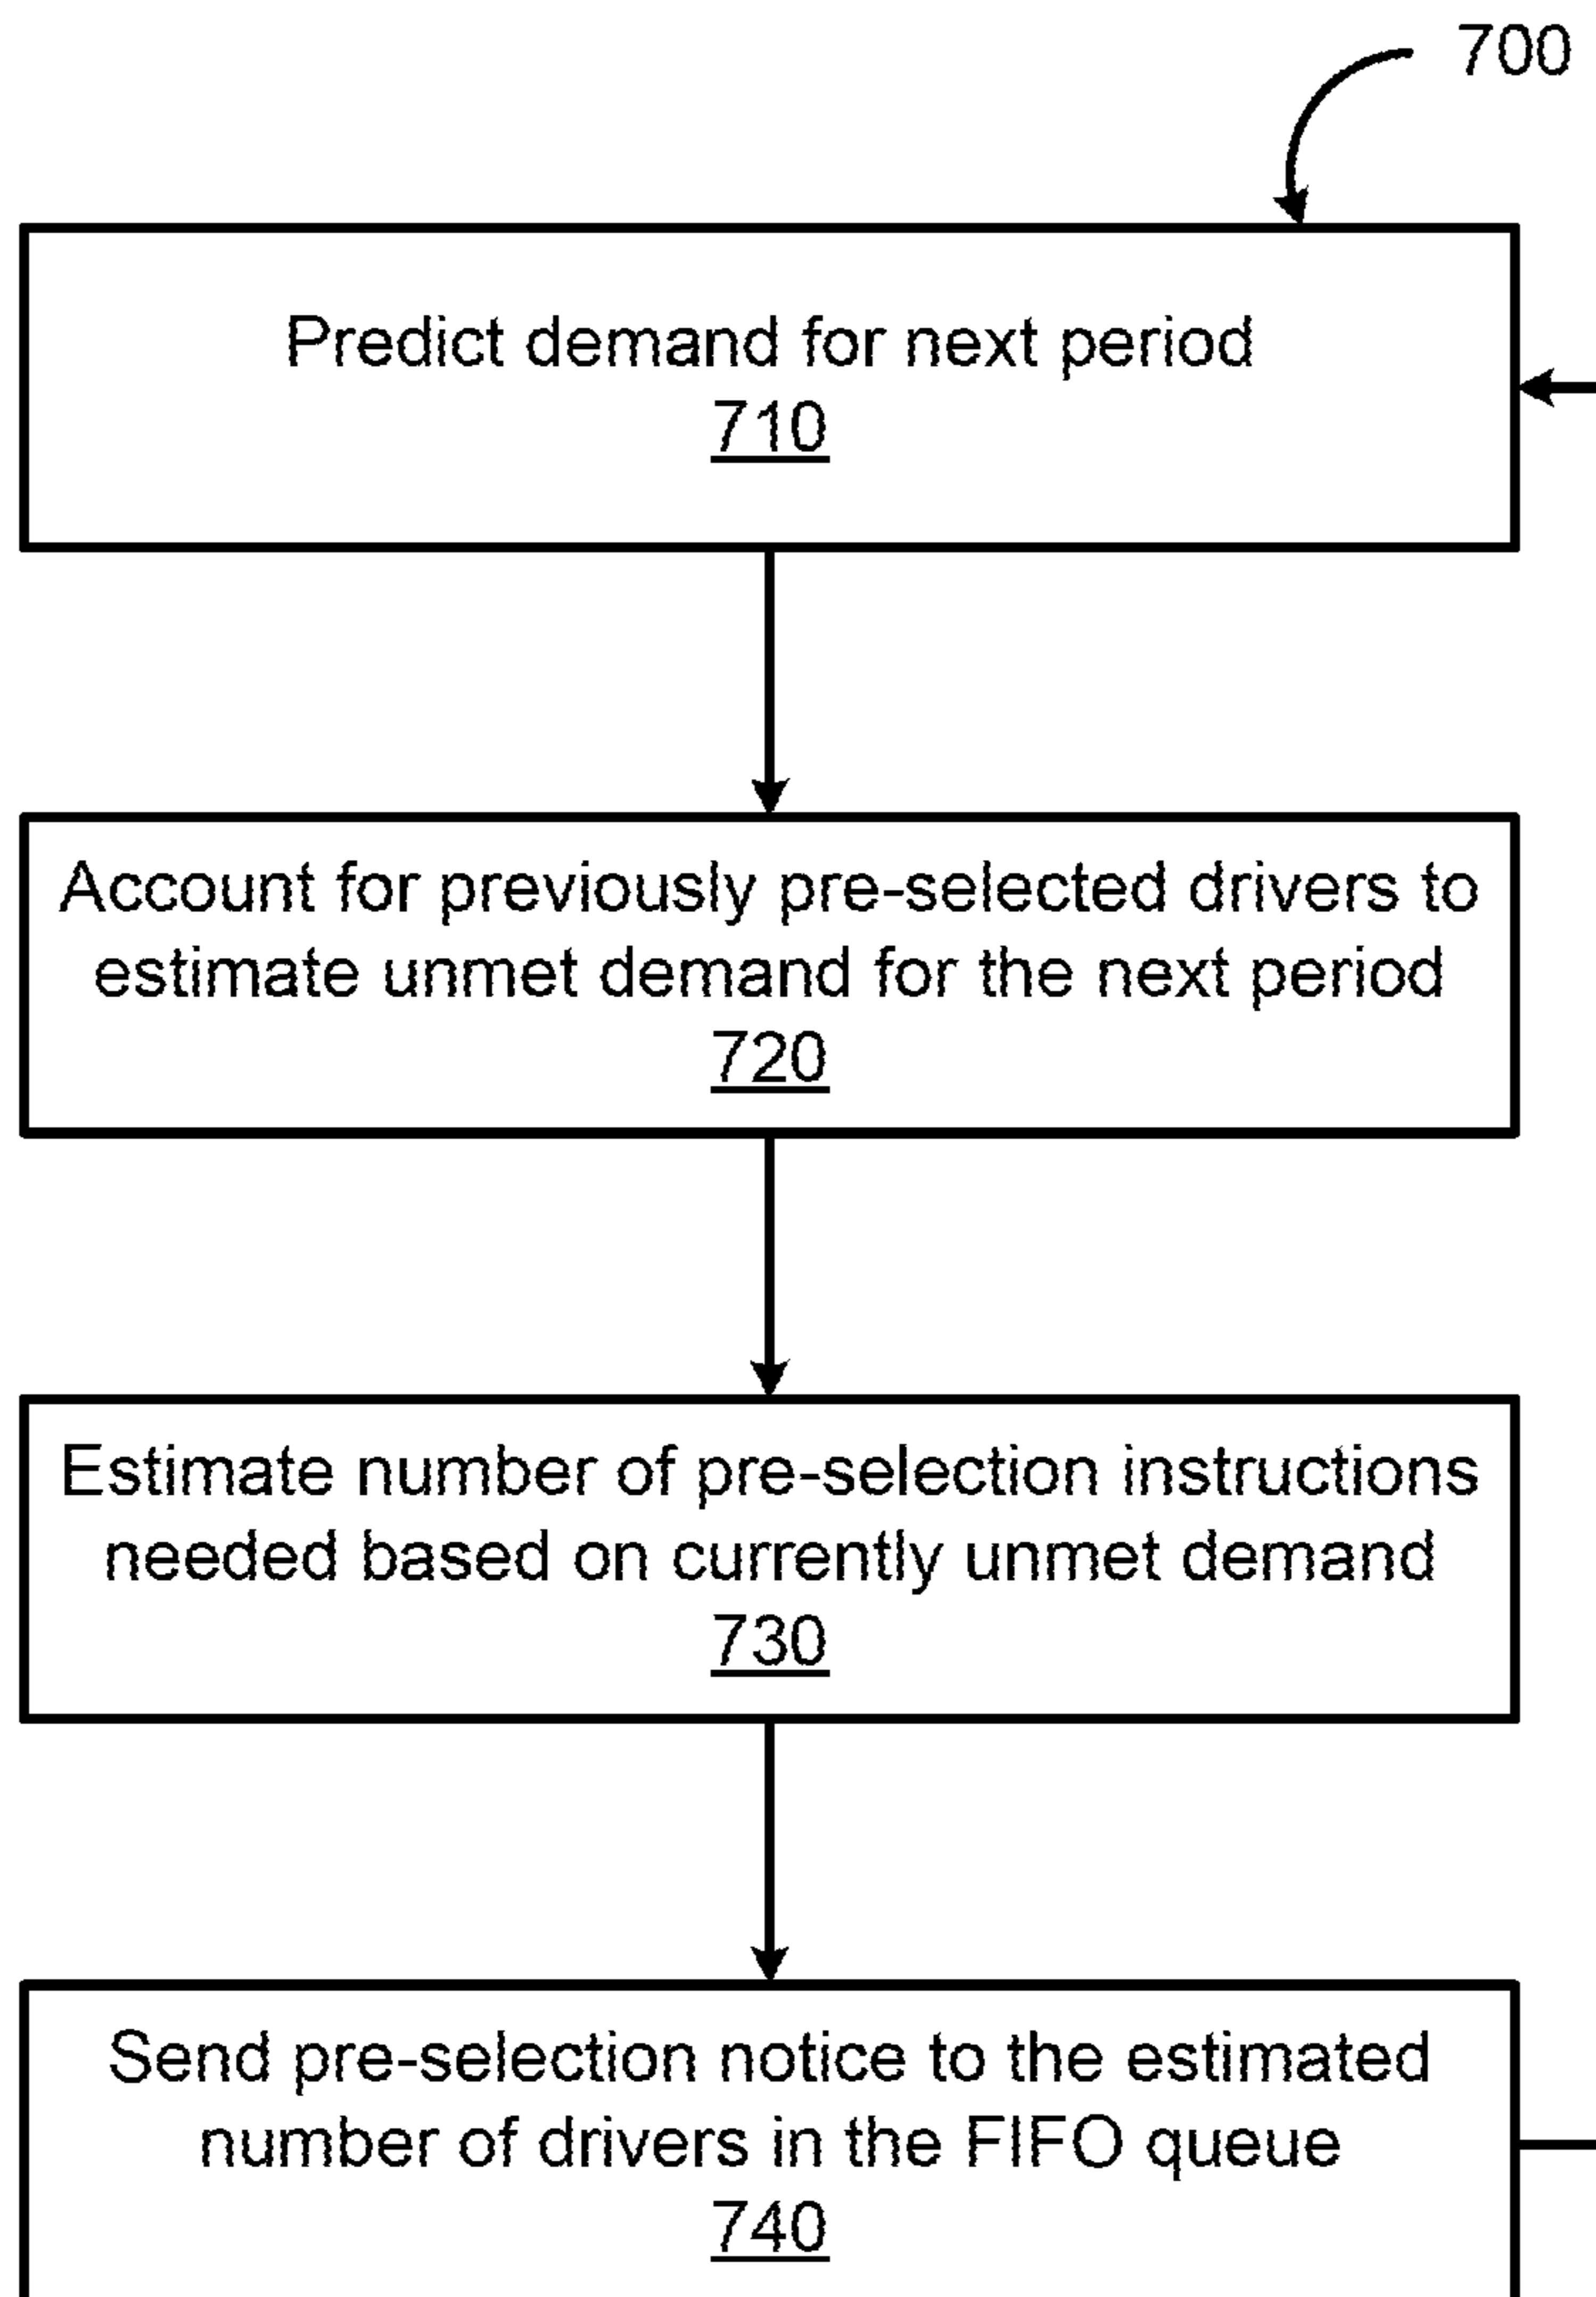 700
Predict demand for next period
710
Account for previously pre-selected drivers to
estimate unmet demand for the next period
720
Estimate number of pre-selection instructions
needed based on currently unmet demand
730
Send pre-selection notice to the estimated
number of drivers in the FIFO queue
740